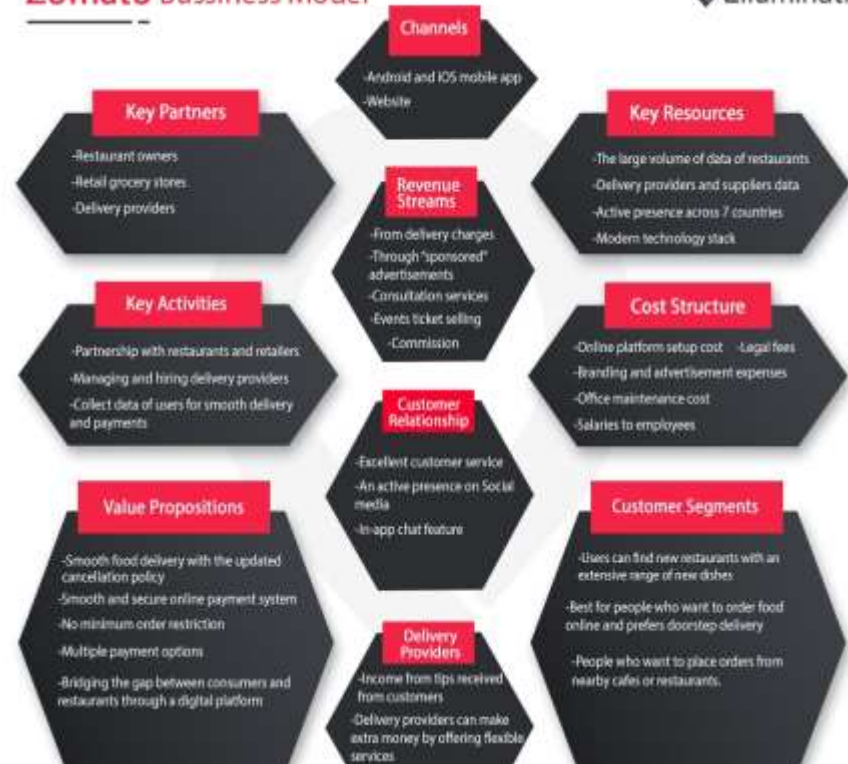 Zomato Bussiness Model
Channels
-Android and iOS mobile app
-Website
Key Partners
-Restaurant owners
-Retail grocery stores
-Delivery providers
Key Resources
-The large volume of data of restaurants
-Delivery providers and suppliers data
-Active presence across 7 countries
-Modern technology stack
Revenue
Streams
-From delivery charges
-Through "sponsored"
advertisements
-Consultation services
-Events ticket selling
-Commission
Key Activities
-Partnership with restaurants and retailers
-Managing and hiring delivery providers
-Collect data of users for smooth delivery
and payments
Cost Structure
-Online platform setup cost -Legal fees
-Branding and advertisement expenses
-Office maintenance cost
-Salaries to employees
Customer
Relationship
-Excellent customer service
-An active presence on Social
media
-In-app chat feature
Value Propositions
-Smooth food delivery with the updated
cancellation policy
-Smooth and secure online payment system
-No minimum order restriction
-Multiple payment options
-Bridging the gap between consumers and
restaurants through a digital platform
Customer Segments
-Users can find new restaurants with an
extensive range of new dishes
-Best for people who want to order food
online and prefers doorstep delivery
-People who want to place orders from
nearby cafes or restaurants.
Delivery
Providers
-Income from tips received
from customers
-Delivery providers can make
extra money by offering flexible
services